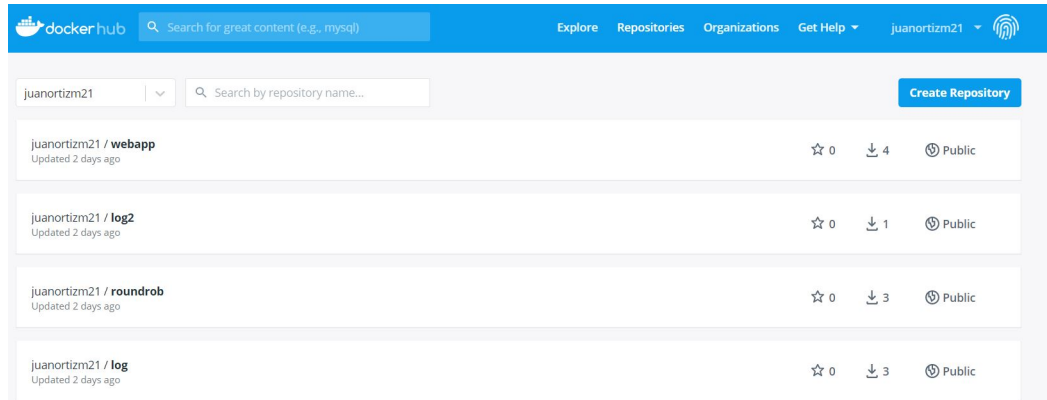 dockerhub Search for great content (e.g., mysql) Explore Repositories Organizations Get Help juanortizm21
juanortizm21 Search by repository name... Create Repository
juanortizm21 / webapp
Updated 2 days ago
0 4 Public
juanortizm21 / log2
Updated 2 days ago
0 1 Public
juanortizm21 / roundrob
Updated 2 days ago
0 3 Public
juanortizm21 / log
Updated 2 days ago
0 3 Public